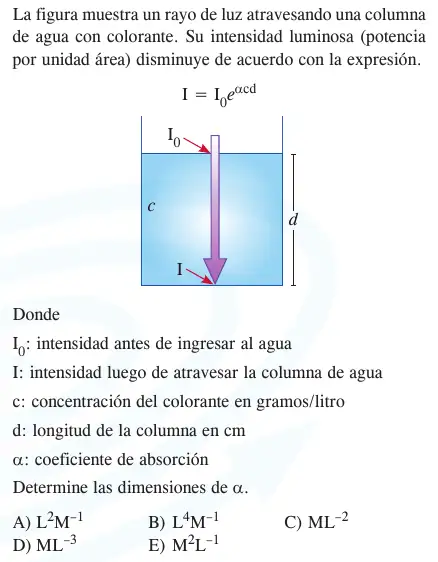 La figura muestra un rayo de luz atravesando una columna
de agua con colorante. Su intensidad luminosa (potencia
por unidad área) disminuye de acuerdo con la expresión.
I = I₀e^αcd
I₀
c
d
I
Donde
I₀: intensidad antes de ingresar al agua
I: intensidad luego de atravesar la columna de agua
c: concentración del colorante en gramos/litro
d: longitud de la columna en cm
α: coeficiente de absorción
Determine las dimensiones de α.
A) L²M⁻¹ B) L⁴M⁻¹ C) ML⁻²
D) ML⁻³ E) M²L⁻¹